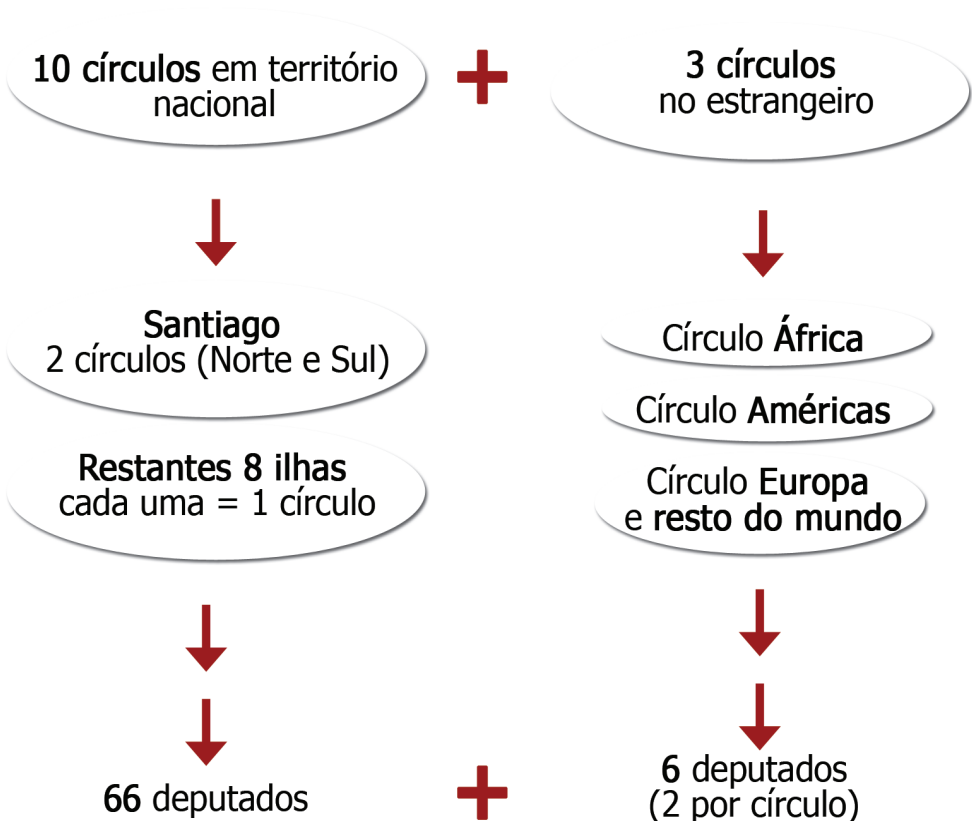 10 círculos em território
nacional
+
3 círculos
no estrangeiro
Santiago
2 círculos (Norte e Sul)
Restantes 8 ilhas
cada uma = 1 círculo
Círculo África
Círculo Américas
Círculo Europa
e resto do mundo
66 deputados
+
6 deputados
(2 por círculo)